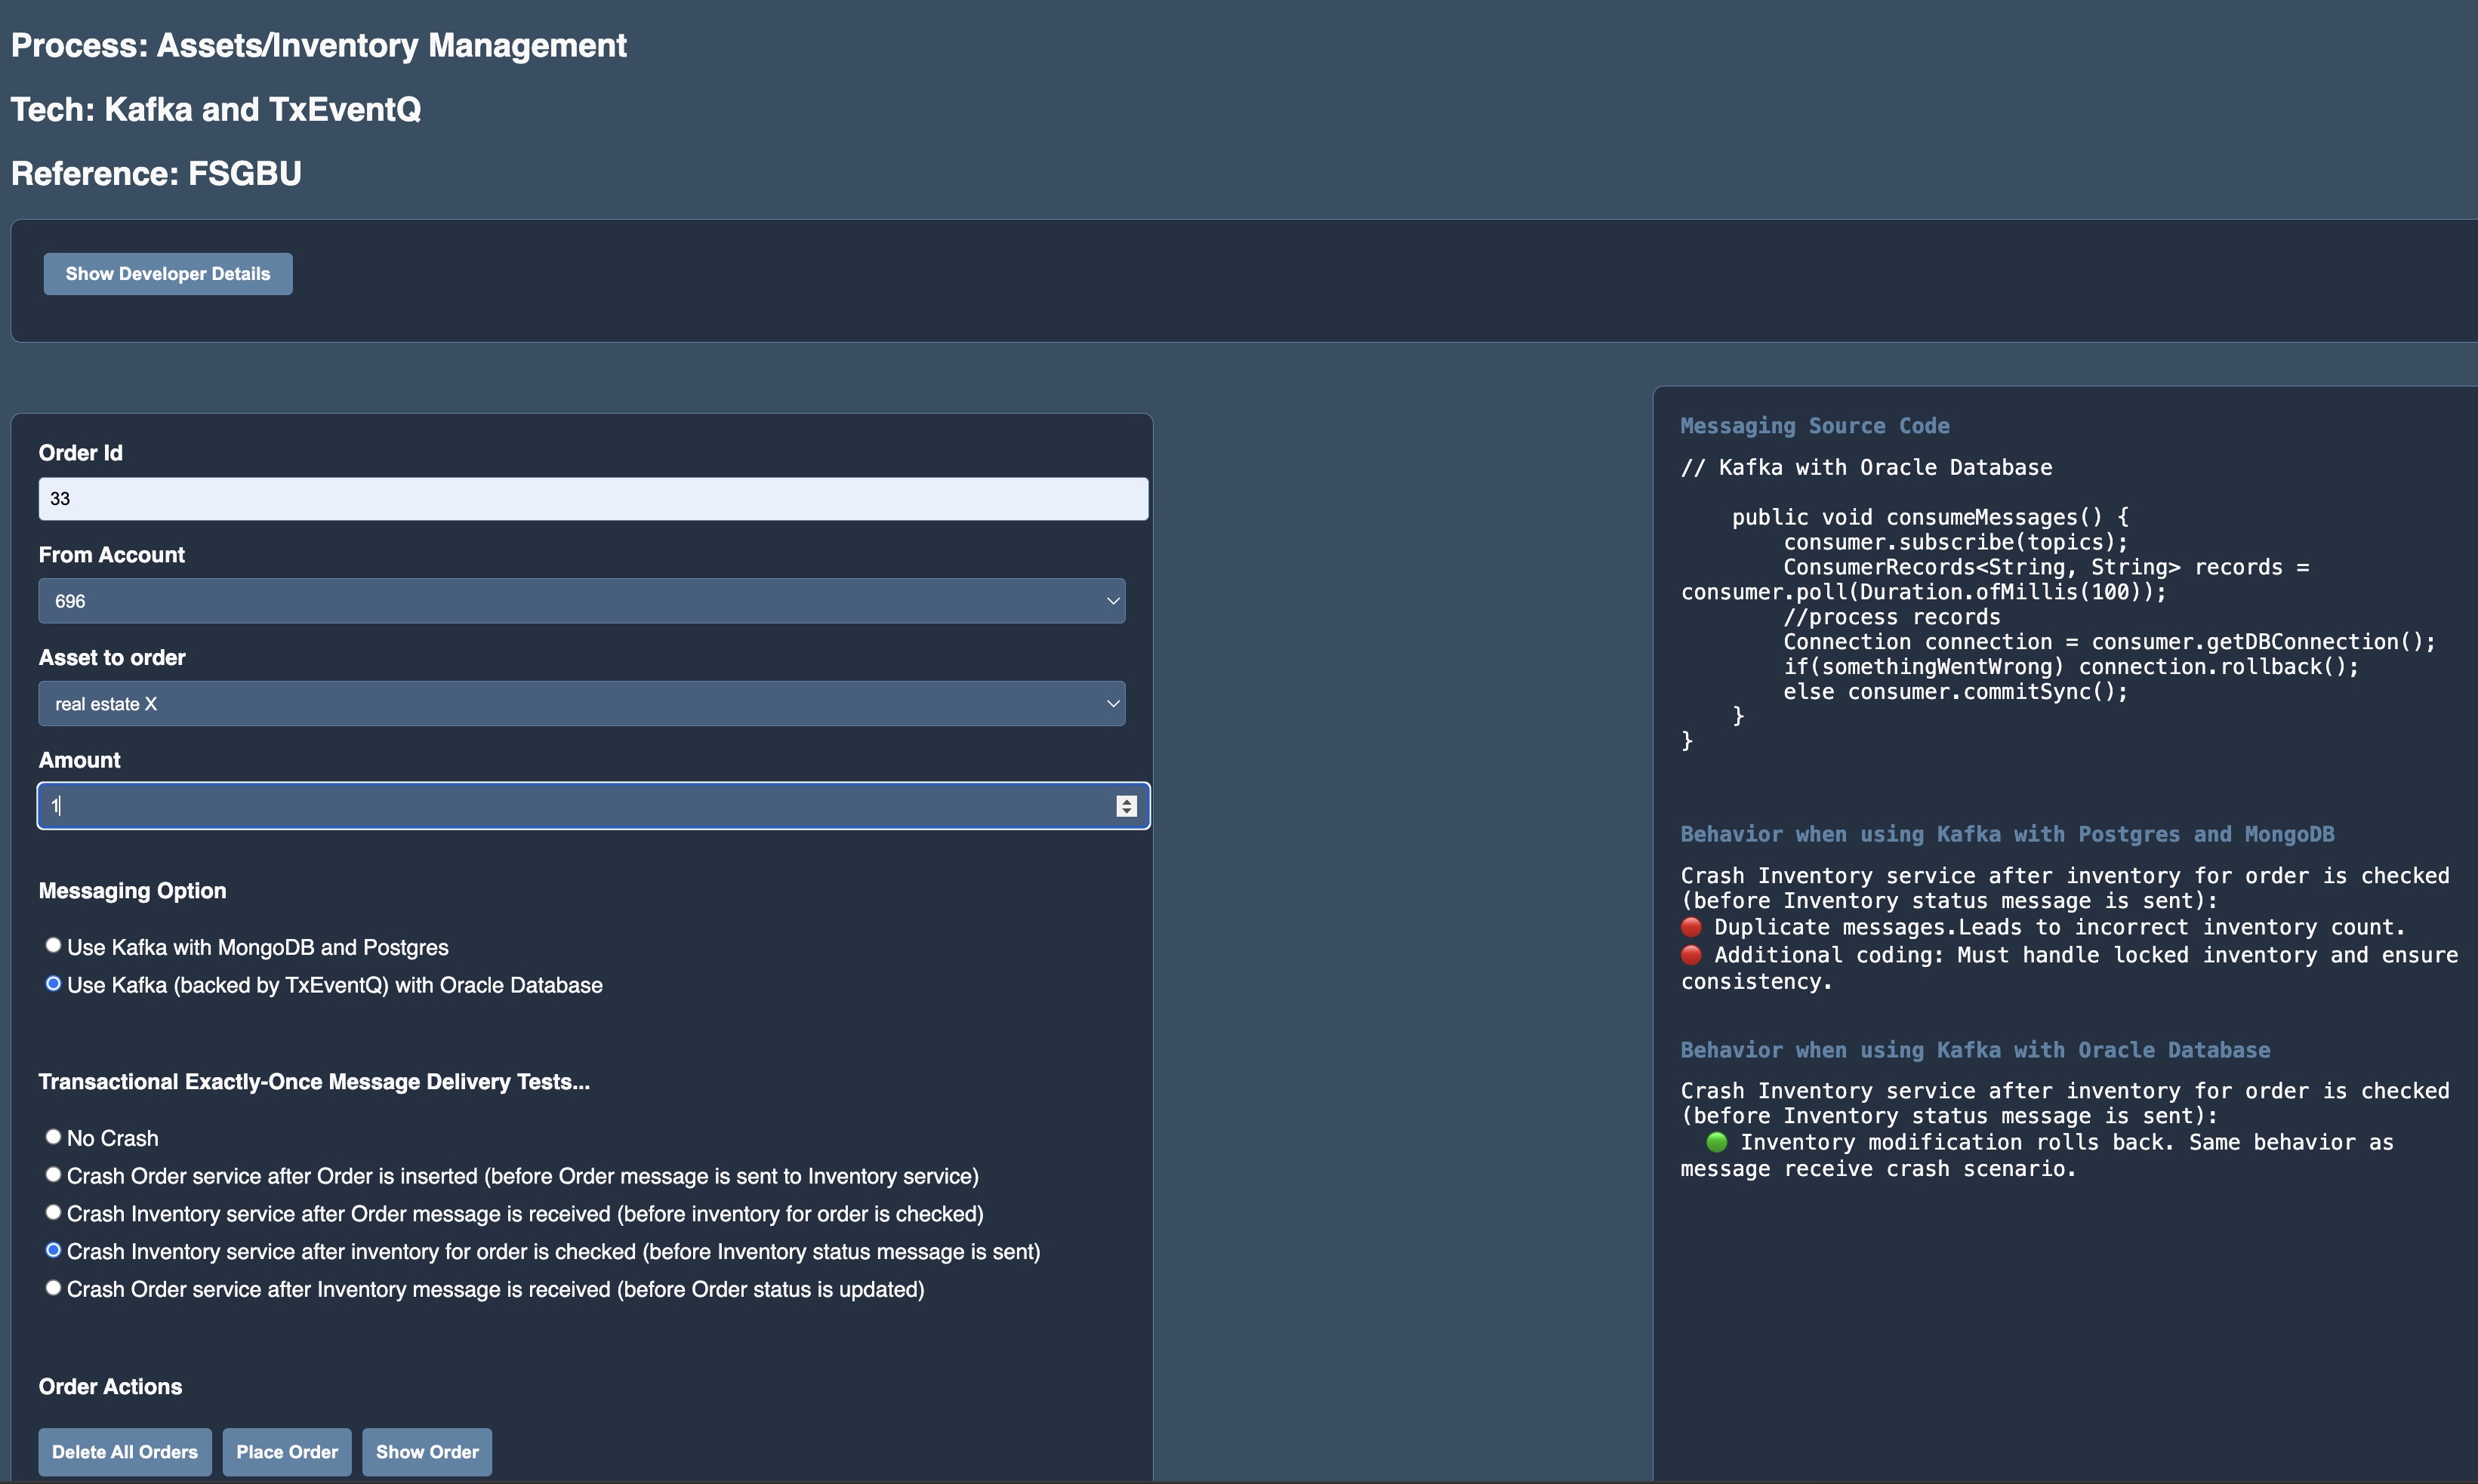 Process: Assets/Inventory Management
Tech: Kafka and TxEventQ
Reference: FSGBU
Show Developer Details
Order Id
33
From Account
696
Asset to order
real estate X
Amount
1
Messaging Option
Use Kafka with MongoDB and Postgres
Use Kafka (backed by TxEventQ) with Oracle Database
Transactional Exactly-Once Message Delivery Tests...
No Crash
Crash Order service after Order is inserted (before Order message is sent to Inventory service)
Crash Inventory service after Order message is received (before inventory for order is checked)
Crash Inventory service after inventory for order is checked (before Inventory status message is sent)
Crash Order service after Inventory message is received (before Order status is updated)
Order Actions
Delete All Orders
Place Order
Show Order
Messaging Source Code
// Kafka with Oracle Database
public void consumeMessages() {
consumer.subscribe(topics);
ConsumerRecords<String, String> records =
consumer.poll(Duration.ofMillis(100));
//process records
Connection connection = consumer.getDBConnection();
if(somethingWentWrong) connection.rollback();
else consumer.commitSync();
}
}
Behavior when using Kafka with Postgres and MongoDB
Crash Inventory service after inventory for order is checked
(before Inventory status message is sent):
🔴 Duplicate messages.Leads to incorrect inventory count.
🔴 Additional coding: Must handle locked inventory and ensure
consistency.
Behavior when using Kafka with Oracle Database
Crash Inventory service after inventory for order is checked
(before Inventory status message is sent):
🟢 Inventory modification rolls back. Same behavior as
message receive crash scenario.